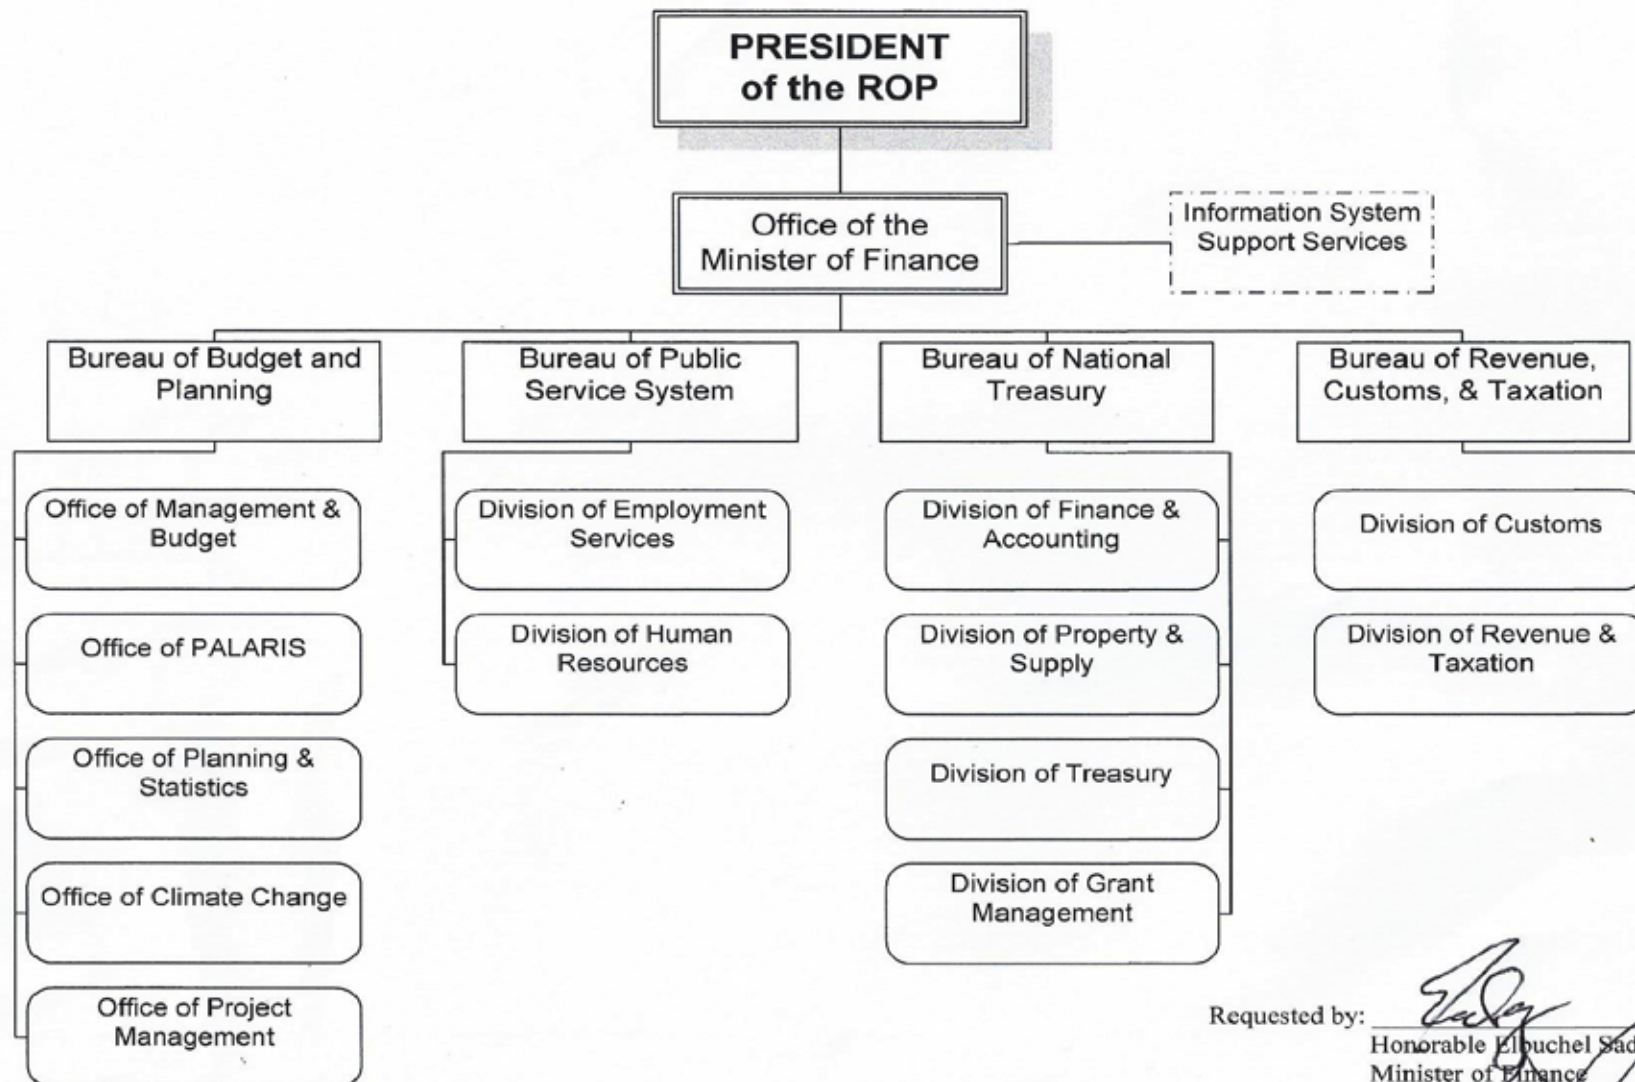 PRESIDENT
of the ROP
Office of the
Minister of Finance
Information System
Support Services
Bureau of Budget and
Planning
Bureau of Public
Service System
Bureau of National
Treasury
Bureau of Revenue,
Customs, & Taxation
Office of Management &
Budget
Office of PALARIS
Office of Planning &
Statistics
Office of Climate Change
Office of Project
Management
Division of Employment
Services
Division of Human
Resources
Division of Finance &
Accounting
Division of Property &
Supply
Division of Treasury
Division of Grant
Management
Division of Customs
Division of Revenue &
Taxation
Requested by:
Honorable Elbuchel Sad
Minister of Finance